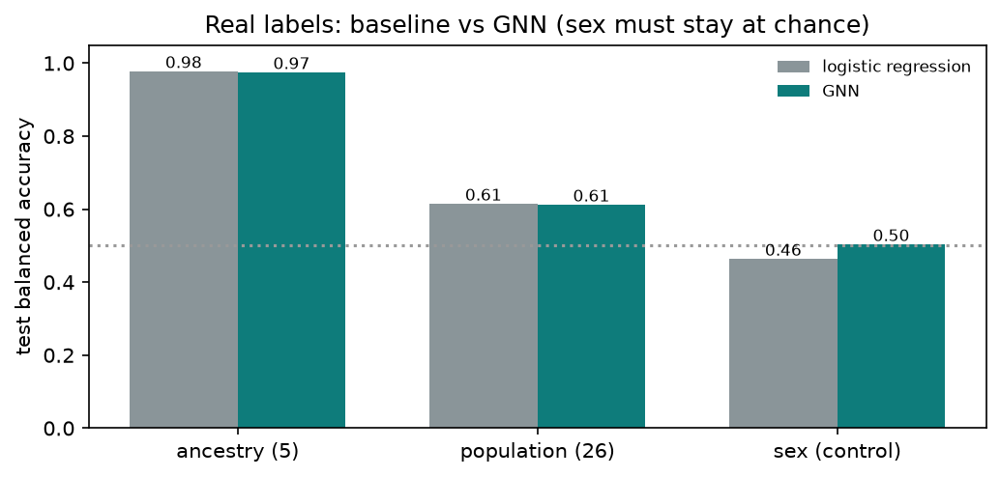 Real labels: baseline vs GNN (sex must stay at chance)
logistic regression
GNN
test balanced accuracy
1.0
0.8
0.6
0.4
0.2
0.0
0.98
0.97
0.61
0.61
0.46
0.50
ancestry (5)
population (26)
sex (control)